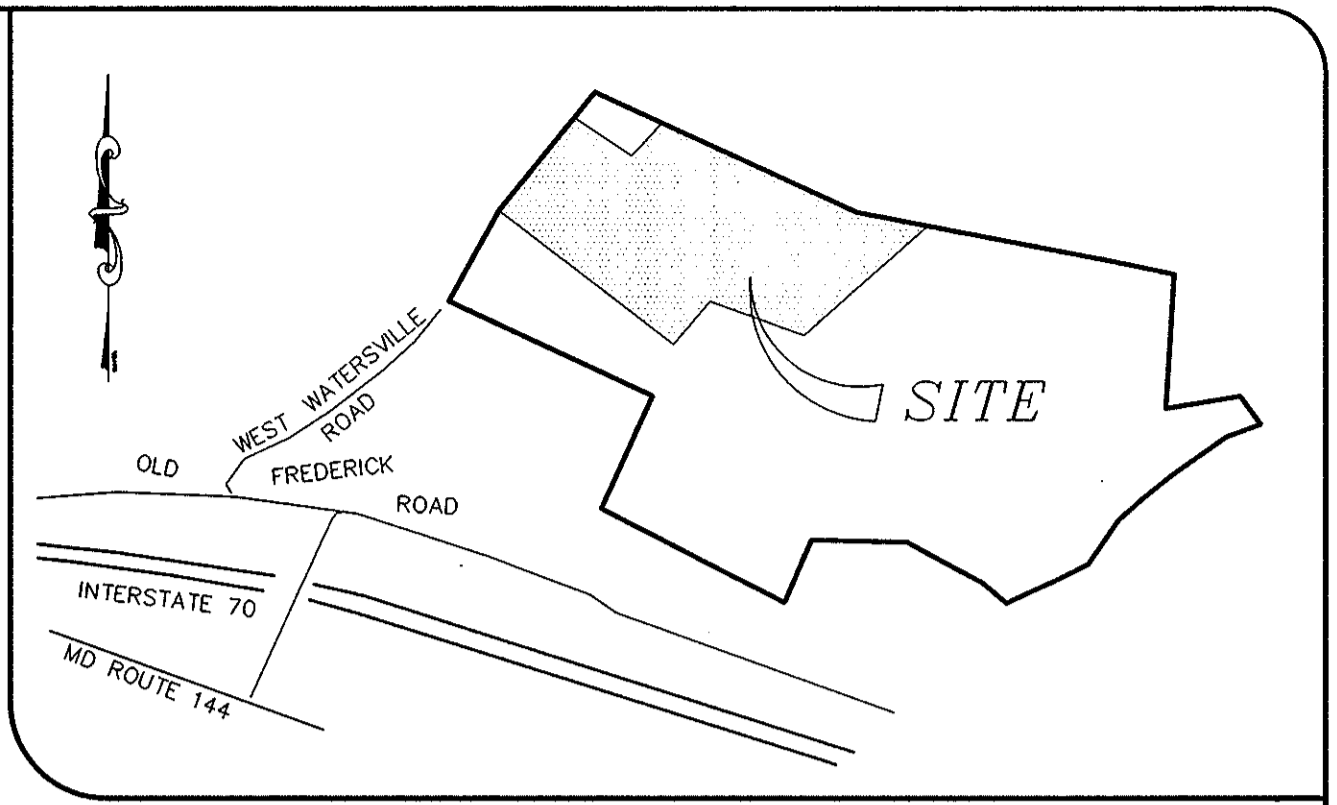 SITE
WEST WATERSVILLE
ROAD
OLD FREDERICK ROAD
INTERSTATE 70
MD ROUTE 144